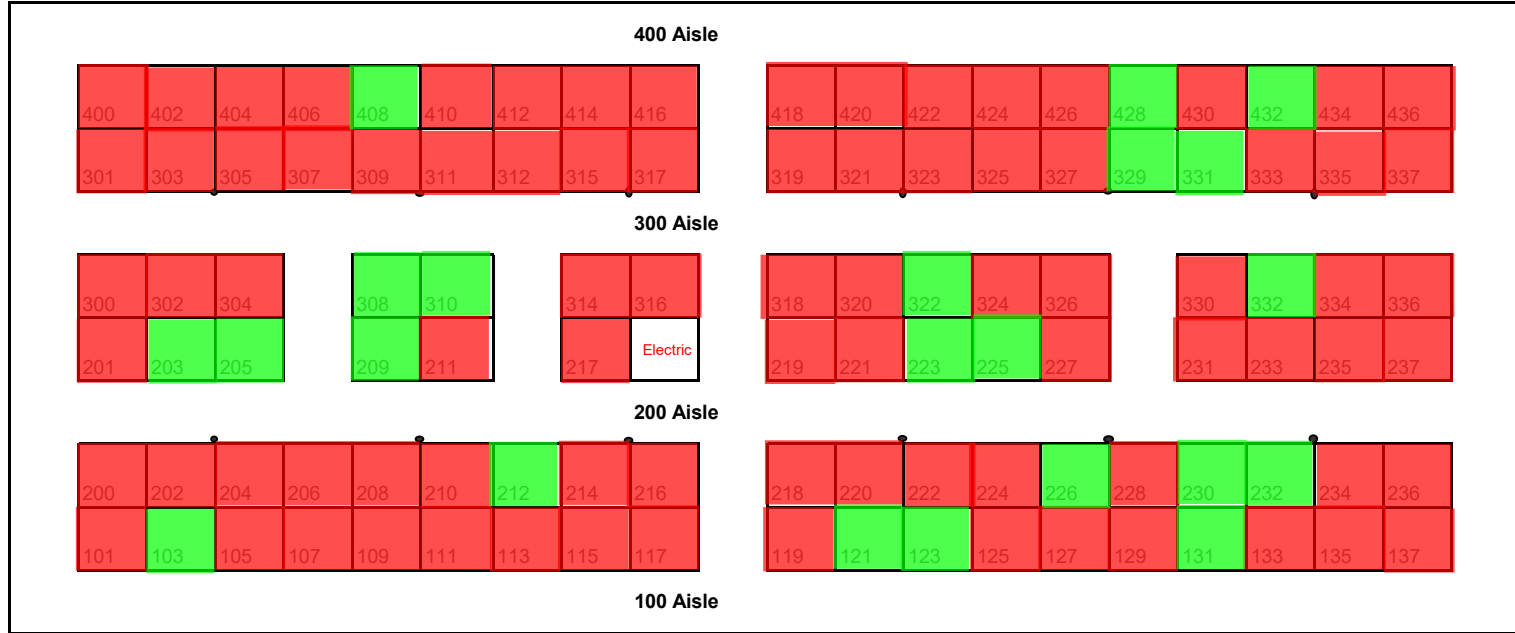 400 Aisle
400 402 404 406 408 410 412 414 416 418 420 422 424 426 428 430 432 434 436
301 303 305 307 309 311 312 315 317 319 321 323 325 327 329 331 333 335 337
300 Aisle
300 302 304 308 310 314 316 318 320 322 324 326 330 332 334 336
201 203 205 209 211 217 Electric 219 221 223 225 227 231 233 235 237
200 Aisle
200 202 204 206 208 210 212 214 216 218 220 222 224 226 228 230 232 234 236
101 103 105 107 109 111 113 115 117 119 121 123 125 127 129 131 133 135 137
100 Aisle